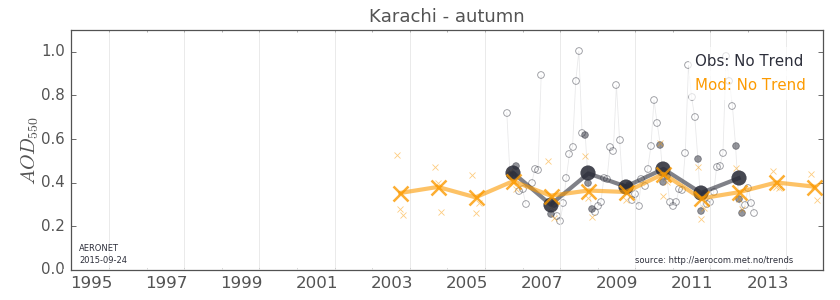 Karachi - autumn
1.0
0.8
0.6
0.4
0.2
0.0
AOD550
Obs: No Trend
Mod: No Trend
AERONET
2015-09-24
source: http://aerocom.met.no/trends
1995 1997 1999 2001 2003 2005 2007 2009 2011 2013